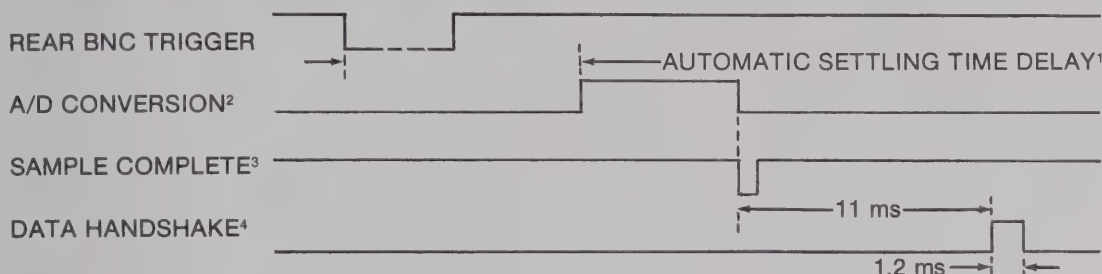 REAR BNC TRIGGER
AUTOMATIC SETTLING TIME DELAY¹
A/D CONVERSION²
SAMPLE COMPLETE³
11 ms
DATA HANDSHAKE⁴
1.2 ms